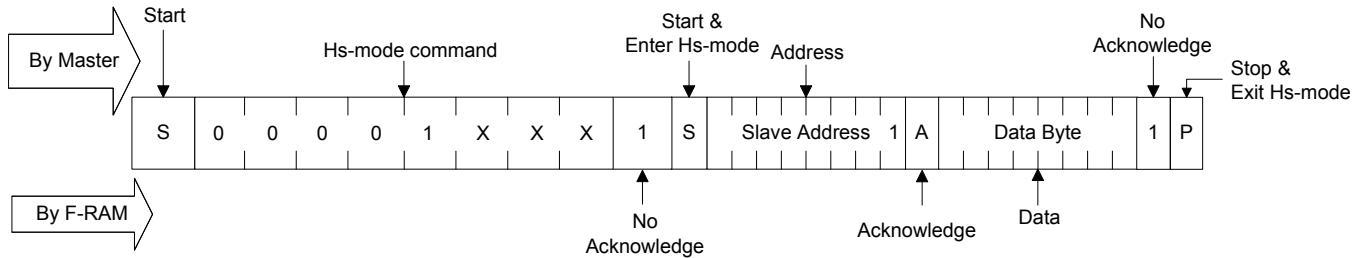 Start
By Master
Hs-mode command
Start &
Enter Hs-mode
Address
No
Acknowledge
Stop &
Exit Hs-mode
S 0 0 0 0 1 X X X 1 S Slave Address 1 A Data Byte 1 P
By F-RAM
No
Acknowledge
Acknowledge
Data